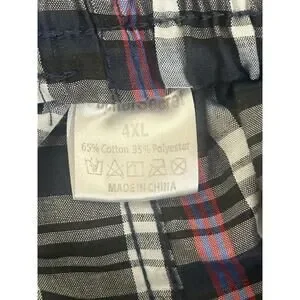 4XL
65% Cotton 35% Polyester
MADE IN CHINA